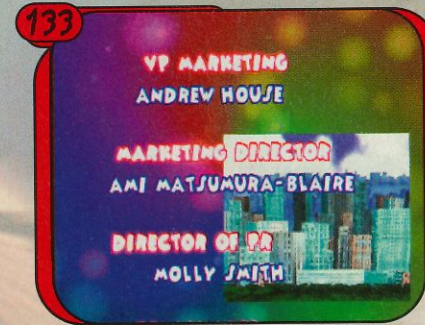 133
VP MARKETING
ANDREW HOUSE
MARKETING DIRECTOR
AMI MATSUMURA-BLAIRE
DIRECTOR OF PR
MOLLY SMITH